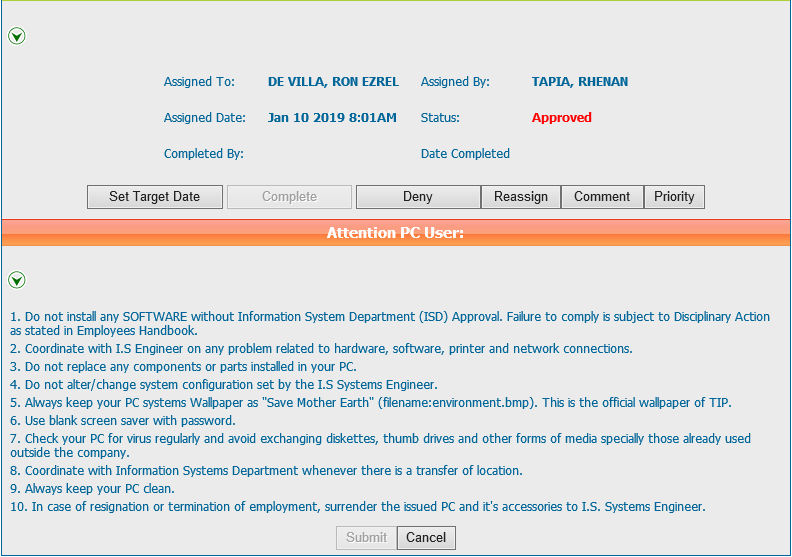 Assigned To: DE VILLA, RON EZREL Assigned By: TAPIA, RHENAN
Assigned Date: Jan 10 2019 8:01AM Status: Approved
Completed By: Date Completed
Set Target Date Complete Deny Reassign Comment Priority
Attention PC User:
1. Do not install any SOFTWARE without Information System Department (ISD) Approval. Failure to comply is subject to Disciplinary Action
as stated in Employees Handbook.
2. Coordinate with I.S Engineer on any problem related to hardware, software, printer and network connections.
3. Do not replace any components or parts installed in your PC.
4. Do not alter/change system configuration set by the I.S Systems Engineer.
5. Always keep your PC systems Wallpaper as "Save Mother Earth" (filename:environment.bmp). This is the official wallpaper of TIP.
6. Use blank screen saver with password.
7. Check your PC for virus regularly and avoid exchanging diskettes, thumb drives and other forms of media specially those already used
outside the company.
8. Coordinate with Information Systems Department whenever there is a transfer of location.
9. Always keep your PC clean.
10. In case of resignation or termination of employment, surrender the issued PC and it's accessories to I.S. Systems Engineer.
Submit Cancel